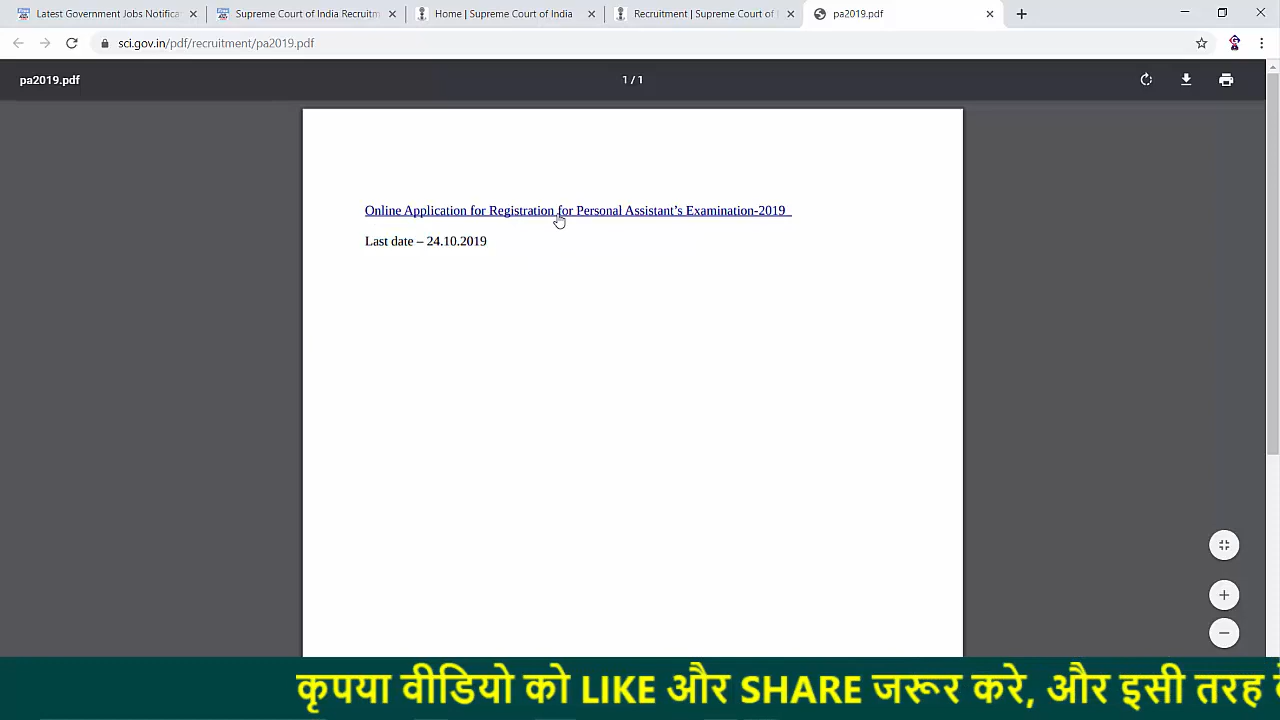 Latest Government Jobs Notifica
Supreme Court of India Recruitm
Home | Supreme Court of India
Recruitment | Supreme Court of
pa2019.pdf
sci.gov.in/pdf/recruitment/pa2019.pdf
pa2019.pdf
1 / 1
Online Application for Registration for Personal Assistant’s Examination-2019
Last date – 24.10.2019
कृपया वीडियो को LIKE और SHARE जरूर करे, और इसी तरह